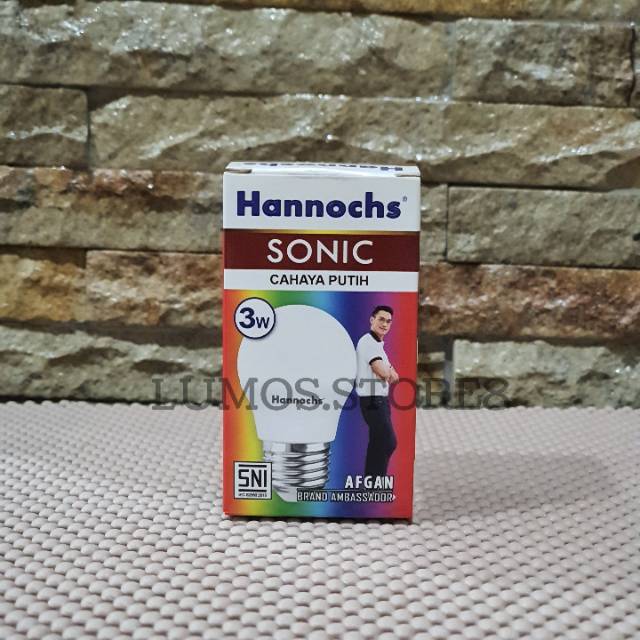 Hannochs®
SONIC
CAHAYA PUTIH
3W
Hannochs
LUMOS.STORE8
SNI
AFGAN
BRAND AMBASSADOR